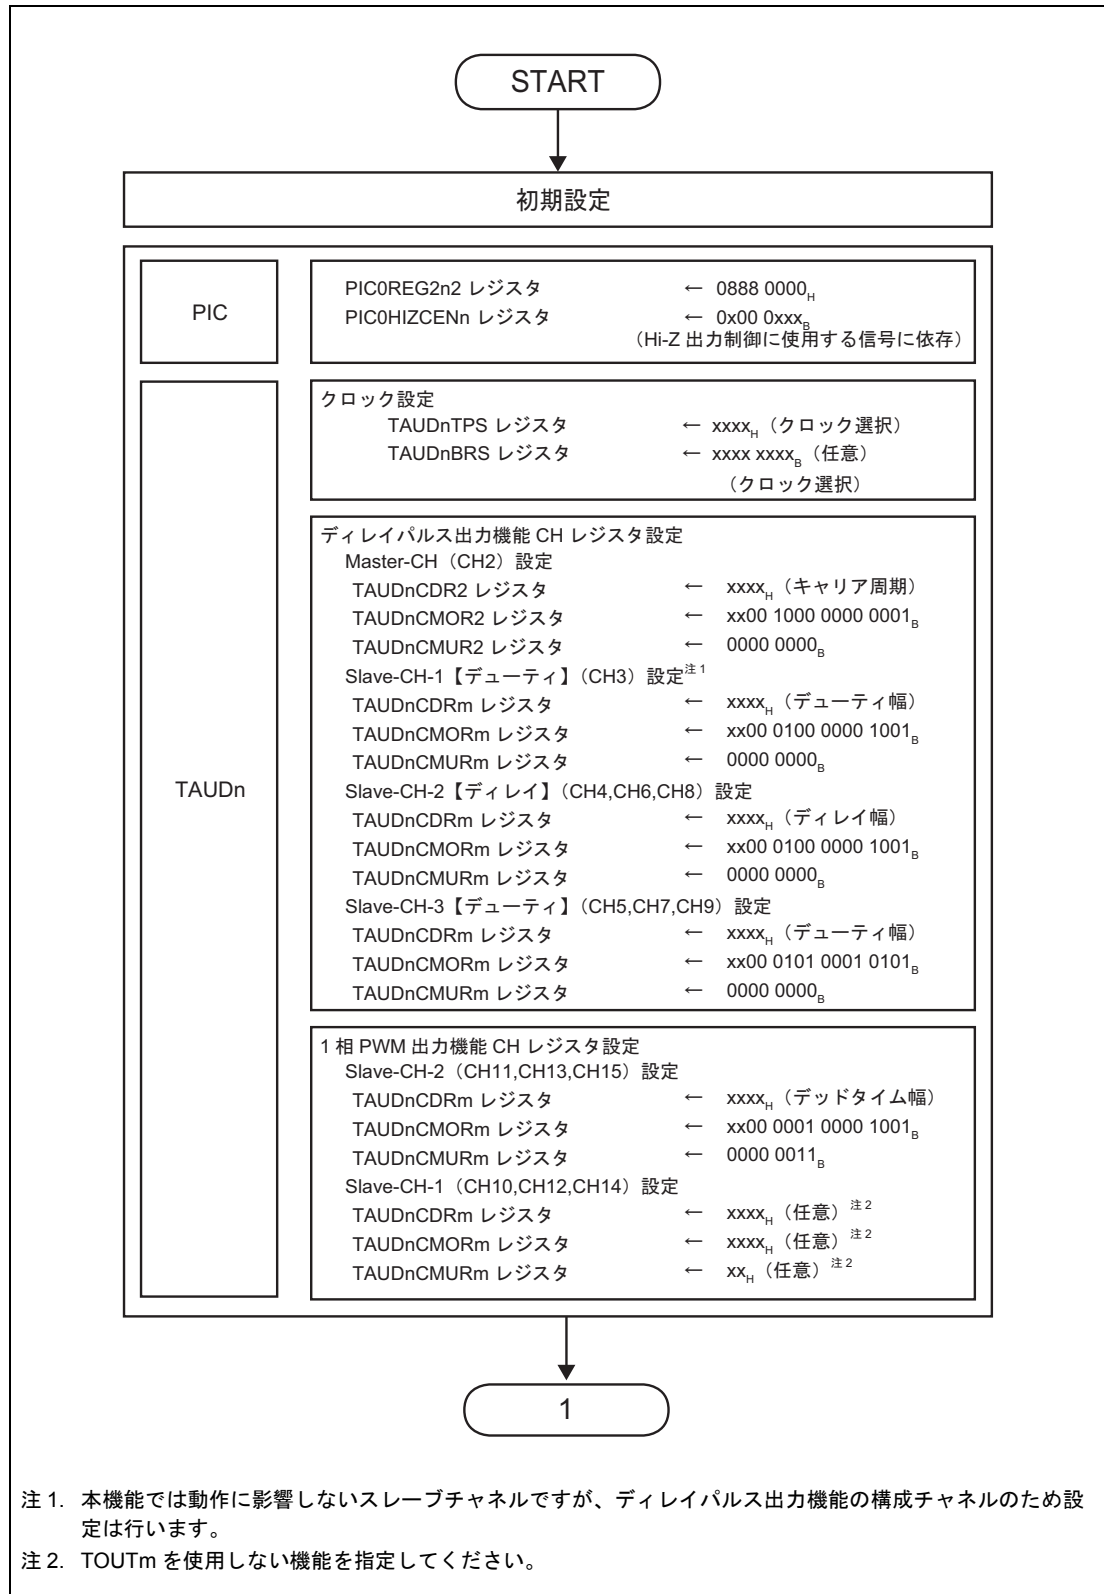 START
初期設定
PIC
PIC0REG2n2 レジスタ ← 0888 0000H
PIC0HIZCENn レジスタ ← 0x00 0xxxB
(Hi-Z 出力制御に使用する信号に依存)
TAUDn
クロック設定
TAUDnTPS レジスタ ← xxxxH(クロック選択)
TAUDnBRS レジスタ ← xxxx xxxxB(任意)
(クロック選択)
ディレイパルス出力機能 CH レジスタ設定
Master-CH(CH2)設定
TAUDnCDR2 レジスタ ← xxxxH(キャリア周期)
TAUDnCMOR2 レジスタ ← xx00 1000 0000 0001B
TAUDnCMUR2 レジスタ ← 0000 0000B
Slave-CH-1【デューティ】(CH3)設定注1
TAUDnCDRm レジスタ ← xxxxH(デューティ幅)
TAUDnCMORm レジスタ ← xx00 0100 0000 1001B
TAUDnCMURm レジスタ ← 0000 0000B
Slave-CH-2【ディレイ】(CH4,CH6,CH8)設定
TAUDnCDRm レジスタ ← xxxxH(ディレイ幅)
TAUDnCMORm レジスタ ← xx00 0100 0000 1001B
TAUDnCMURm レジスタ ← 0000 0000B
Slave-CH-3【デューティ】(CH5,CH7,CH9)設定
TAUDnCDRm レジスタ ← xxxxH(デューティ幅)
TAUDnCMORm レジスタ ← xx00 0101 0001 0101B
TAUDnCMURm レジスタ ← 0000 0000B
1 相 PWM 出力機能 CH レジスタ設定
Slave-CH-2(CH11,CH13,CH15)設定
TAUDnCDRm レジスタ ← xxxxH(デッドタイム幅)
TAUDnCMORm レジスタ ← xx00 0001 0000 1001B
TAUDnCMURm レジスタ ← 0000 0011B
Slave-CH-1(CH10,CH12,CH14)設定
TAUDnCDRm レジスタ ← xxxxH(任意)注2
TAUDnCMORm レジスタ ← xxxxH(任意)注2
TAUDnCMURm レジスタ ← xxH(任意)注2
1
注 1. 本機能では動作に影響しないスレーブチャネルですが、ディレイパルス出力機能の構成チャネルのため設
定は行います。
注 2. TOUTm を使用しない機能を指定してください。